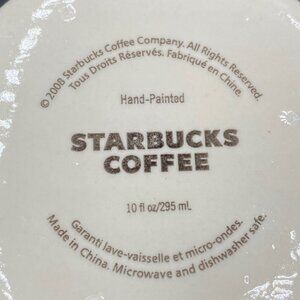 © 2008 Starbucks Coffee Company. All Rights Reserved.
Tous Droits Réservés. Fabriqué en Chine.
Hand-Painted
STARBUCKS
COFFEE
10 fl oz/295 mL
Garanti lave-vaisselle et micro-ondes.
Made in China. Microwave and dishwasher safe.